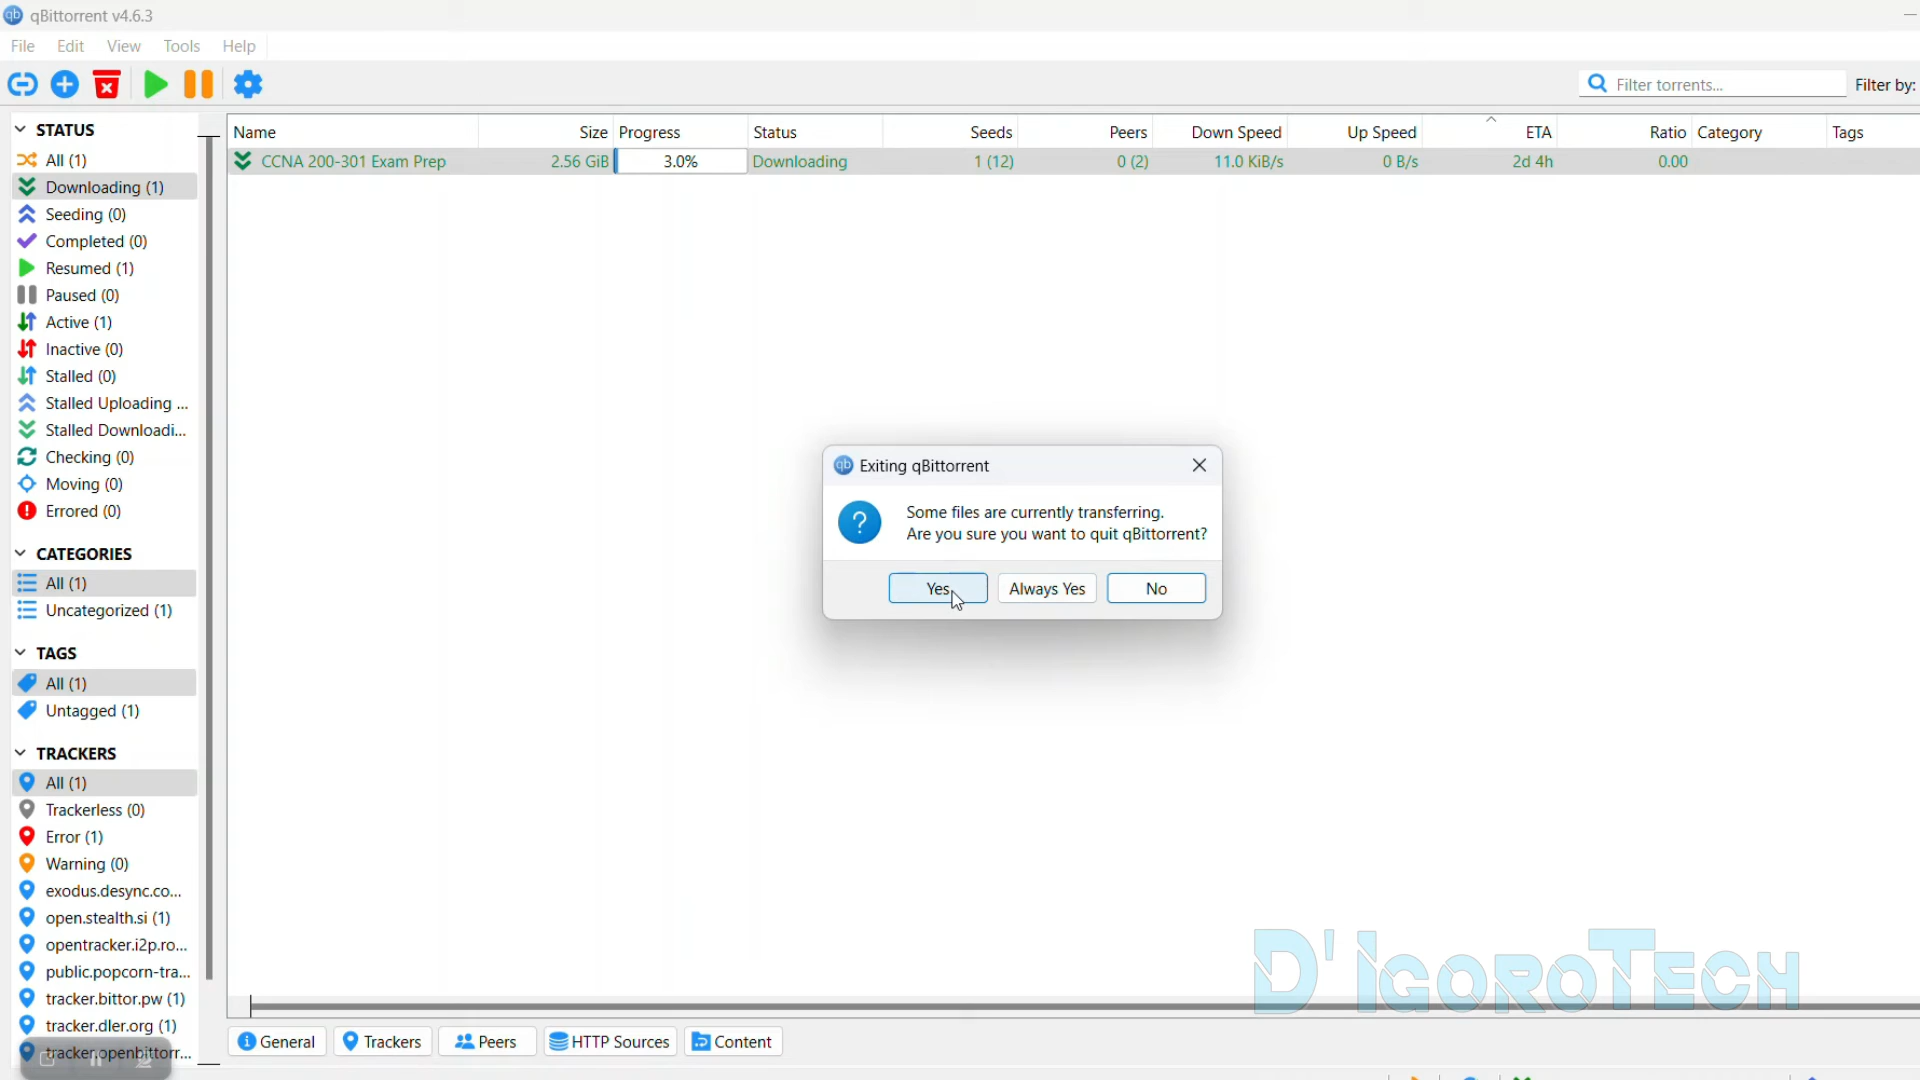 qb qBittorrent v4.6.3
File Edit View Tools Help
Filter torrents... Filter by:
STATUS
All (1)
Downloading (1)
Seeding (0)
Completed (0)
Resumed (1)
Paused (0)
Active (1)
Inactive (0)
Stalled (0)
Stalled Uploading ...
Stalled Downloadi...
Checking (0)
Moving (0)
Errored (0)
CATEGORIES
All (1)
Uncategorized (1)
TAGS
All (1)
Untagged (1)
TRACKERS
All (1)
Trackerless (0)
Error (1)
Warning (0)
exodus.desync.co...
open.stealth.si (1)
opentracker.i2p.ro...
public.popcorn-tra...
tracker.bittor.pw (1)
tracker.dler.org (1)
tracker.openbittorr...
Name Size Progress Status Seeds Peers Down Speed Up Speed ETA Ratio Category Tags
CCNA 200-301 Exam Prep 2.56 GiB 3.0% Downloading 1 (12) 0 (2) 11.0 KiB/s 0 B/s 2d 4h 0.00
qb Exiting qBittorrent
Some files are currently transferring.
Are you sure you want to quit qBittorrent?
Yes Always Yes No
D'IGOROTECH
General Trackers Peers HTTP Sources Content